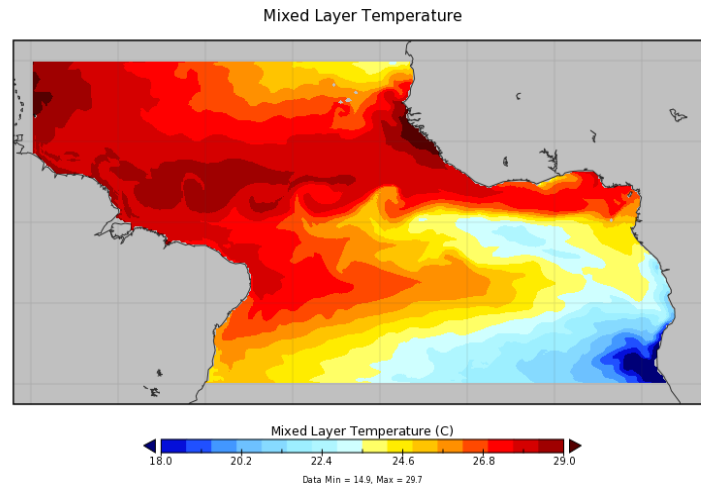 Mixed Layer Temperature
Mixed Layer Temperature (C)
18.0 20.2 22.4 24.6 26.8 29.0
Data Min = 14.9, Max = 29.7